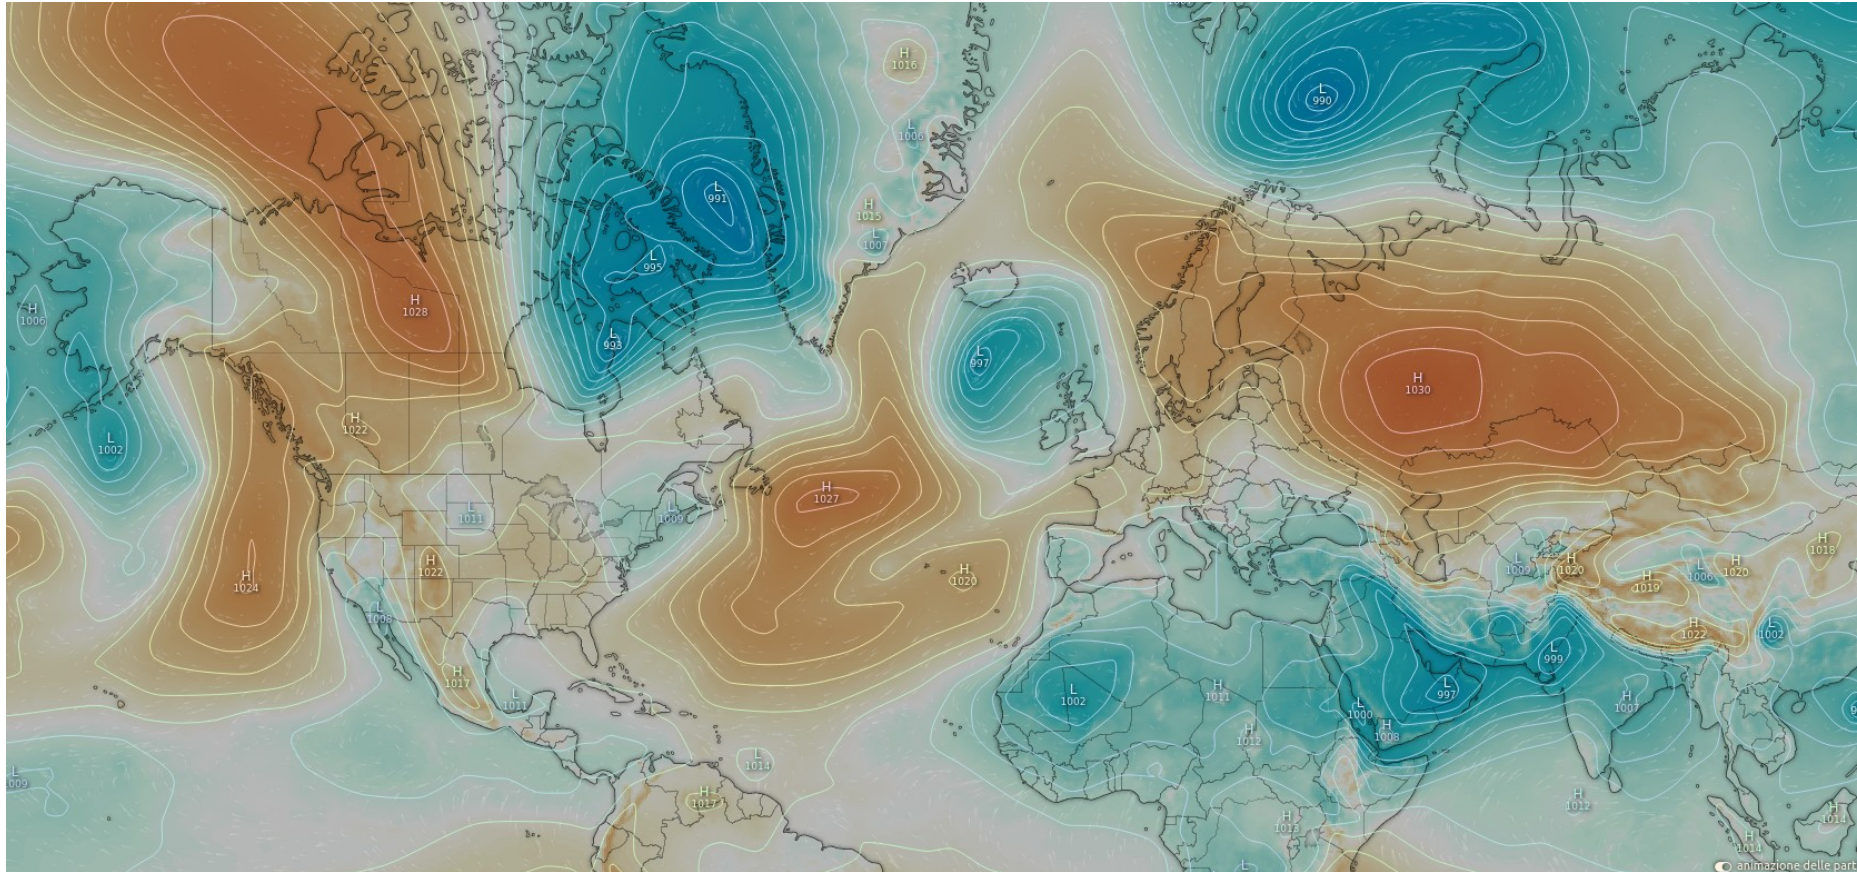 H
1016
L
990
L
1006
L
991
H
1015
L
1007
L
995
H
1006
H
1028
L
993
L
997
H
1030
H
1022
L
1002
H
1027
L
1011
L
1009
H
1018
H
1022
H
1020
L
1009
H
1020
H
1020
L
1006
H
1024
H
1019
L
1008
L
1002
H
1022
L
999
H
1017
L
1011
L
1002
H
1011
L
997
H
1007
L
1000
H
1008
H
1012
L
1014
L
1009
H
1017
H
1012
H
1014
H
1013
H
1014
L
animazione delle part